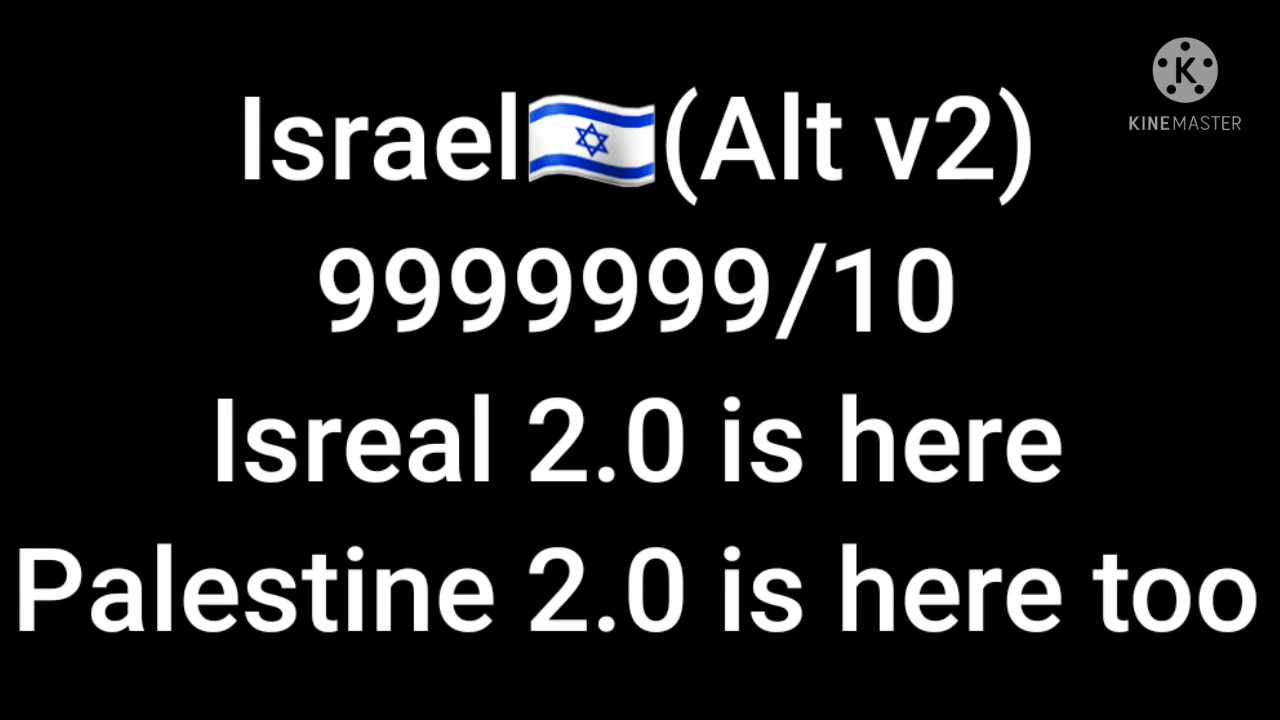 Israel🇮🇱(Alt v2)
9999999/10
Isreal 2.0 is here
Palestine 2.0 is here too
KINEMASTER